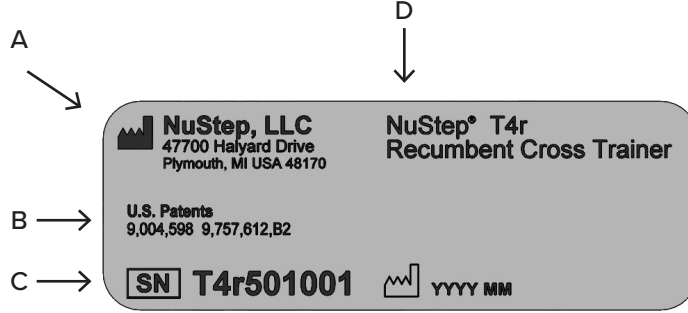 A
D
NuStep, LLC
47700 Halyard Drive
Plymouth, MI USA 48170
NuStep® T4r
Recumbent Cross Trainer
B
U.S. Patents
9,004,598 9,757,612,B2
C
SN T4r501001
YYYY MM